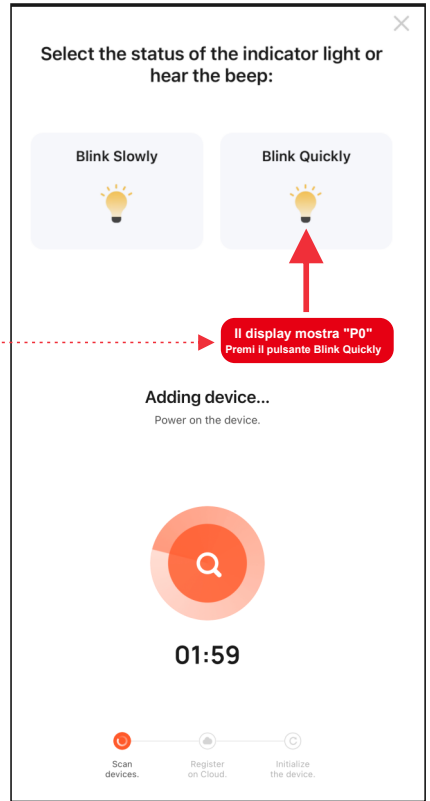 Select the status of the indicator light or
hear the beep:
Blink Slowly
Blink Quickly
Il display mostra "P0"
Premi il pulsante Blink Quickly
Adding device...
Power on the device.
01:59
Scan
devices.
Register
on Cloud.
Initialize
the device.